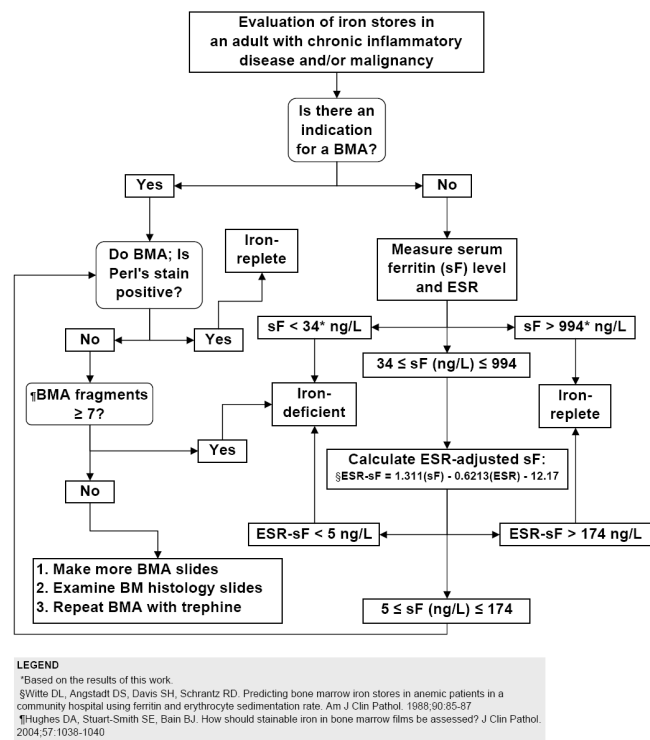 Evaluation of iron stores in
an adult with chronic inflammatory
disease and/or malignancy
Is there an
indication
for a BMA?
Yes
No
Do BMA; Is
Perl's stain
positive?
Iron-
replete
Measure serum
ferritin (sF) level
and ESR
No
Yes
sF < 34* ng/L
sF > 994* ng/L
34 ≤ sF (ng/L) ≤ 994
¶BMA fragments
≥ 7?
Iron-
deficient
Iron-
replete
Yes
No
Calculate ESR-adjusted sF:
§ESR-sF = 1.311(sF) - 0.6213(ESR) - 12.17
ESR-sF < 5 ng/L
ESR-sF > 174 ng/L
1. Make more BMA slides
2. Examine BM histology slides
3. Repeat BMA with trephine
5 ≤ sF (ng/L) ≤ 174
LEGEND
*Based on the results of this work.
§Witte DL, Angstadt DS, Davis SH, Schrantz RD. Predicting bone marrow iron stores in anemic patients in a
community hospital using ferritin and erythrocyte sedimentation rate. Am J Clin Pathol. 1988;90:85-87
¶Hughes DA, Stuart-Smith SE, Bain BJ. How should stainable iron in bone marrow films be assessed? J Clin Pathol.
2004;57:1038-1040